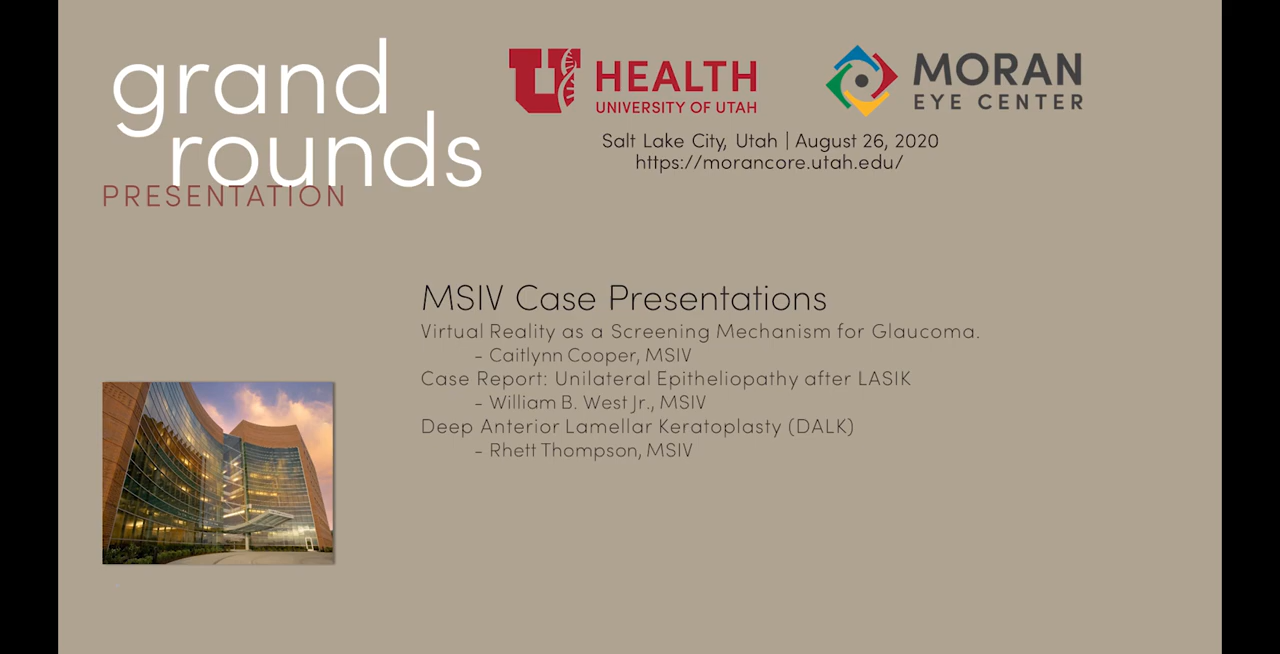 grand
rounds
PRESENTATION
U HEALTH
UNIVERSITY OF UTAH
MORAN
EYE CENTER
Salt Lake City, Utah | August 26, 2020
https://morancore.utah.edu/
MSIV Case Presentations
Virtual Reality as a Screening Mechanism for Glaucoma.
- Caitlynn Cooper, MSIV
Case Report: Unilateral Epitheliopathy after LASIK
- William B. West Jr., MSIV
Deep Anterior Lamellar Keratoplasty (DALK)
- Rhett Thompson, MSIV